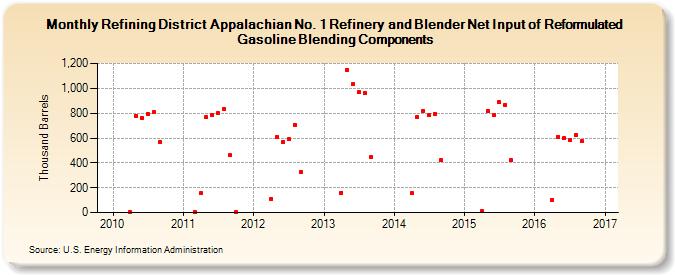 Monthly Refining District Appalachian No. 1 Refinery and Blender Net Input of Reformulated
Gasoline Blending Components
Thousand Barrels
1,200
1,000
800
600
400
200
0
2010 2011 2012 2013 2014 2015 2016 2017
Source: U.S. Energy Information Administration